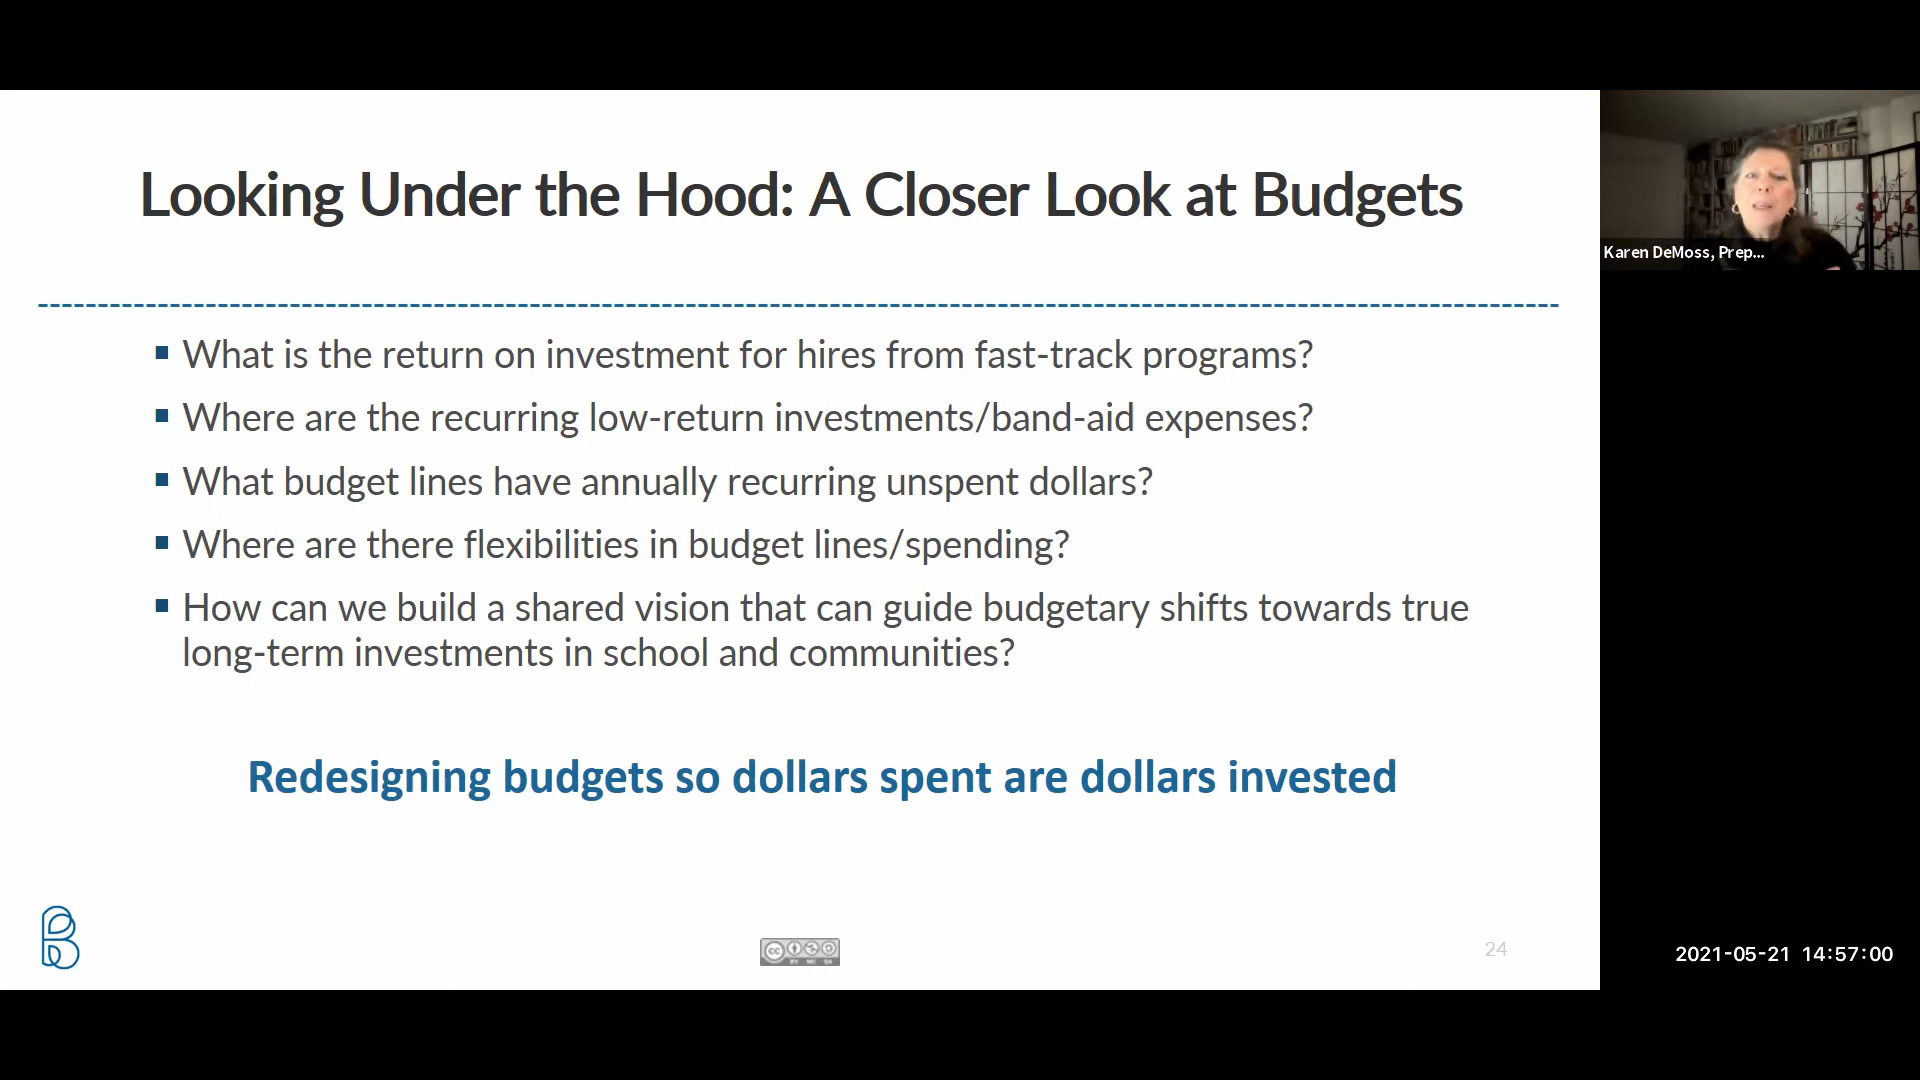 Looking Under the Hood: A Closer Look at Budgets
Karen DeMoss, Prep...
What is the return on investment for hires from fast-track programs?
Where are the recurring low-return investments/band-aid expenses?
What budget lines have annually recurring unspent dollars?
Where are there flexibilities in budget lines/spending?
How can we build a shared vision that can guide budgetary shifts towards true
long-term investments in school and communities?
Redesigning budgets so dollars spent are dollars invested
cc
BY NC SA
24
2021-05-21 14:57:00